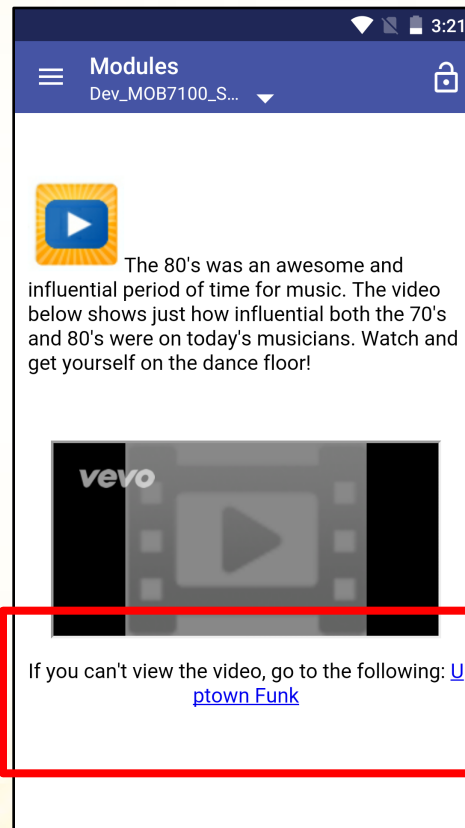 3:21
Modules
Dev_MOB7100_S...
The 80's was an awesome and
influential period of time for music. The video
below shows just how influential both the 70's
and 80's were on today's musicians. Watch and
get yourself on the dance floor!
vevo
If you can't view the video, go to the following: U
ptown Funk